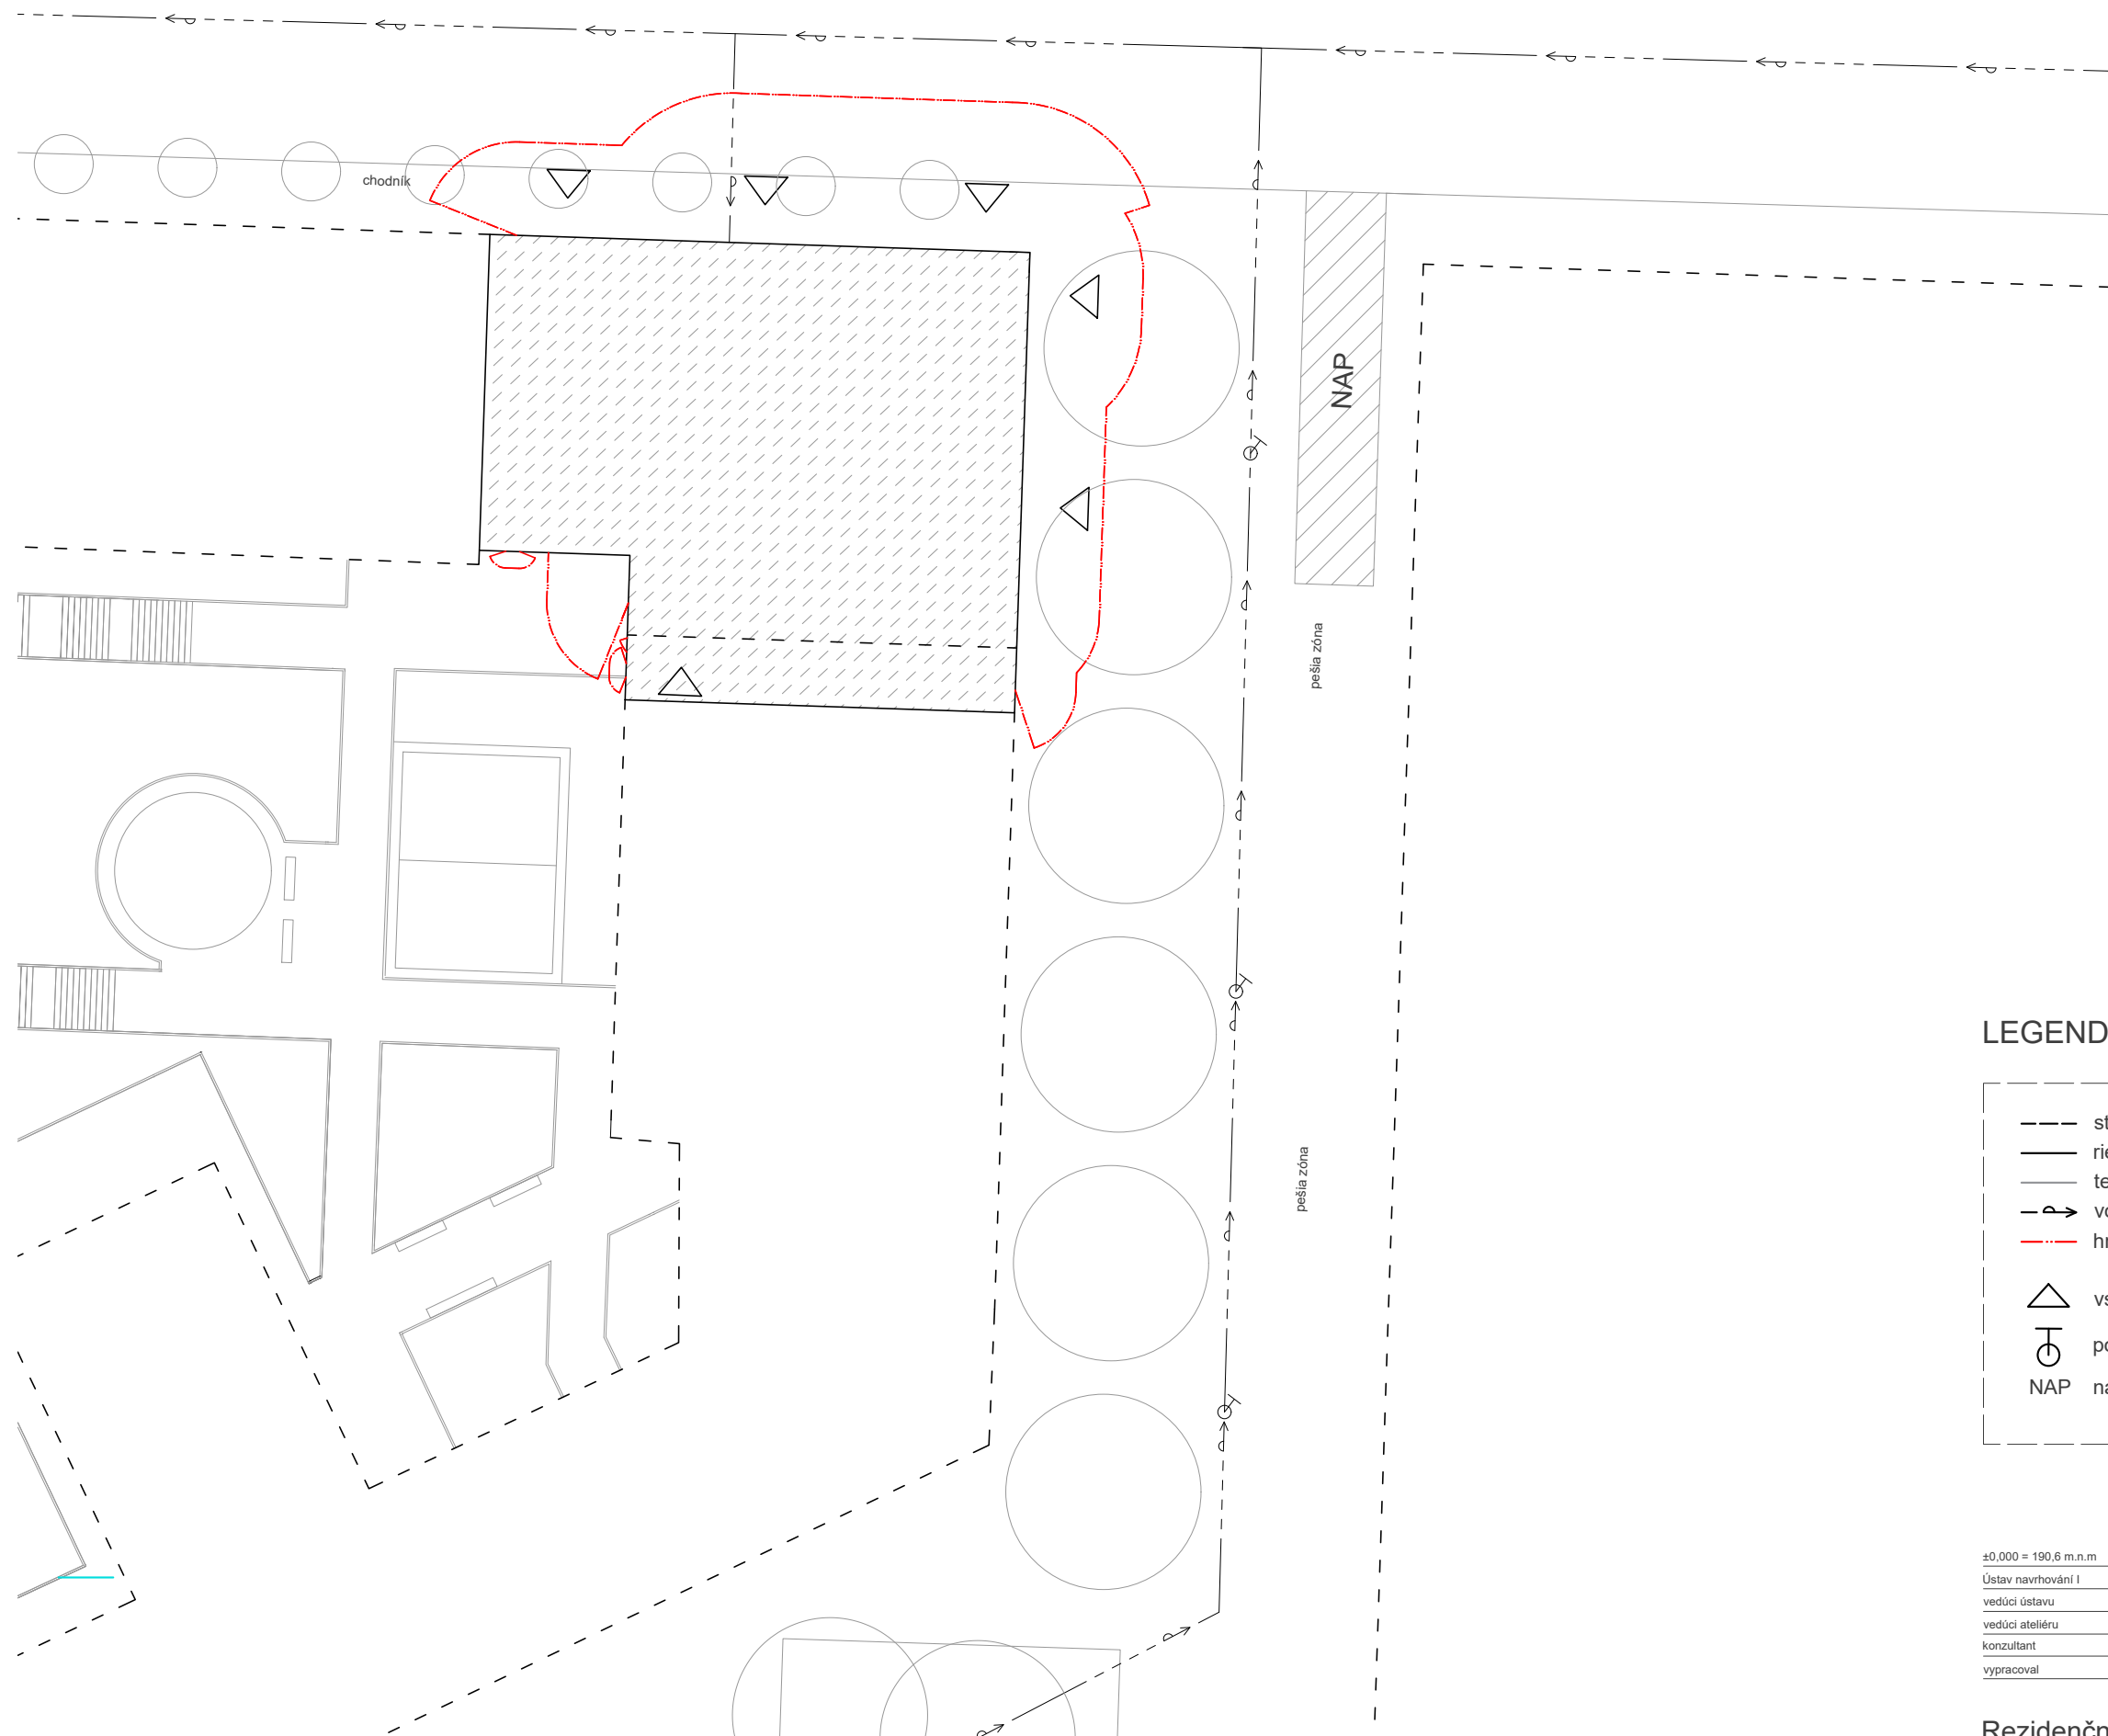 chodník
NAP
pešia zóna
pešia zóna
LEGEND
NAP
±0,000 = 190,6 m.n.m
Ústav navrhování I
vedúci ústavu
vedúci ateliéru
konzultant
vypracoval